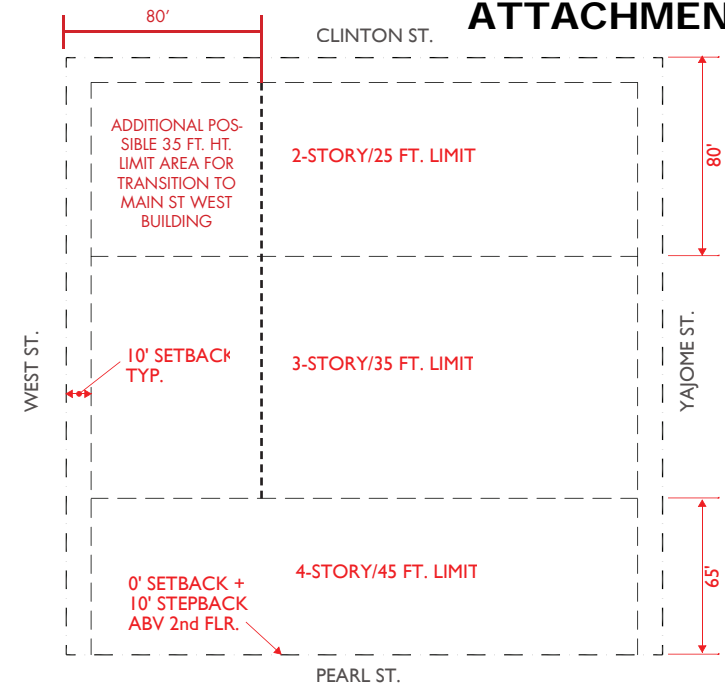 ATTACHMEN
80'
CLINTON ST.
ADDITIONAL POS-
SIBLE 35 FT. HT.
LIMIT AREA FOR
TRANSITION TO
MAIN ST WEST
BUILDING
2-STORY/25 FT. LIMIT
80'
WEST ST.
10' SETBACK
TYP.
3-STORY/35 FT. LIMIT
YAJOME ST.
0' SETBACK +
10' STEPBACK
ABV 2nd FLR.
4-STORY/45 FT. LIMIT
65'
PEARL ST.